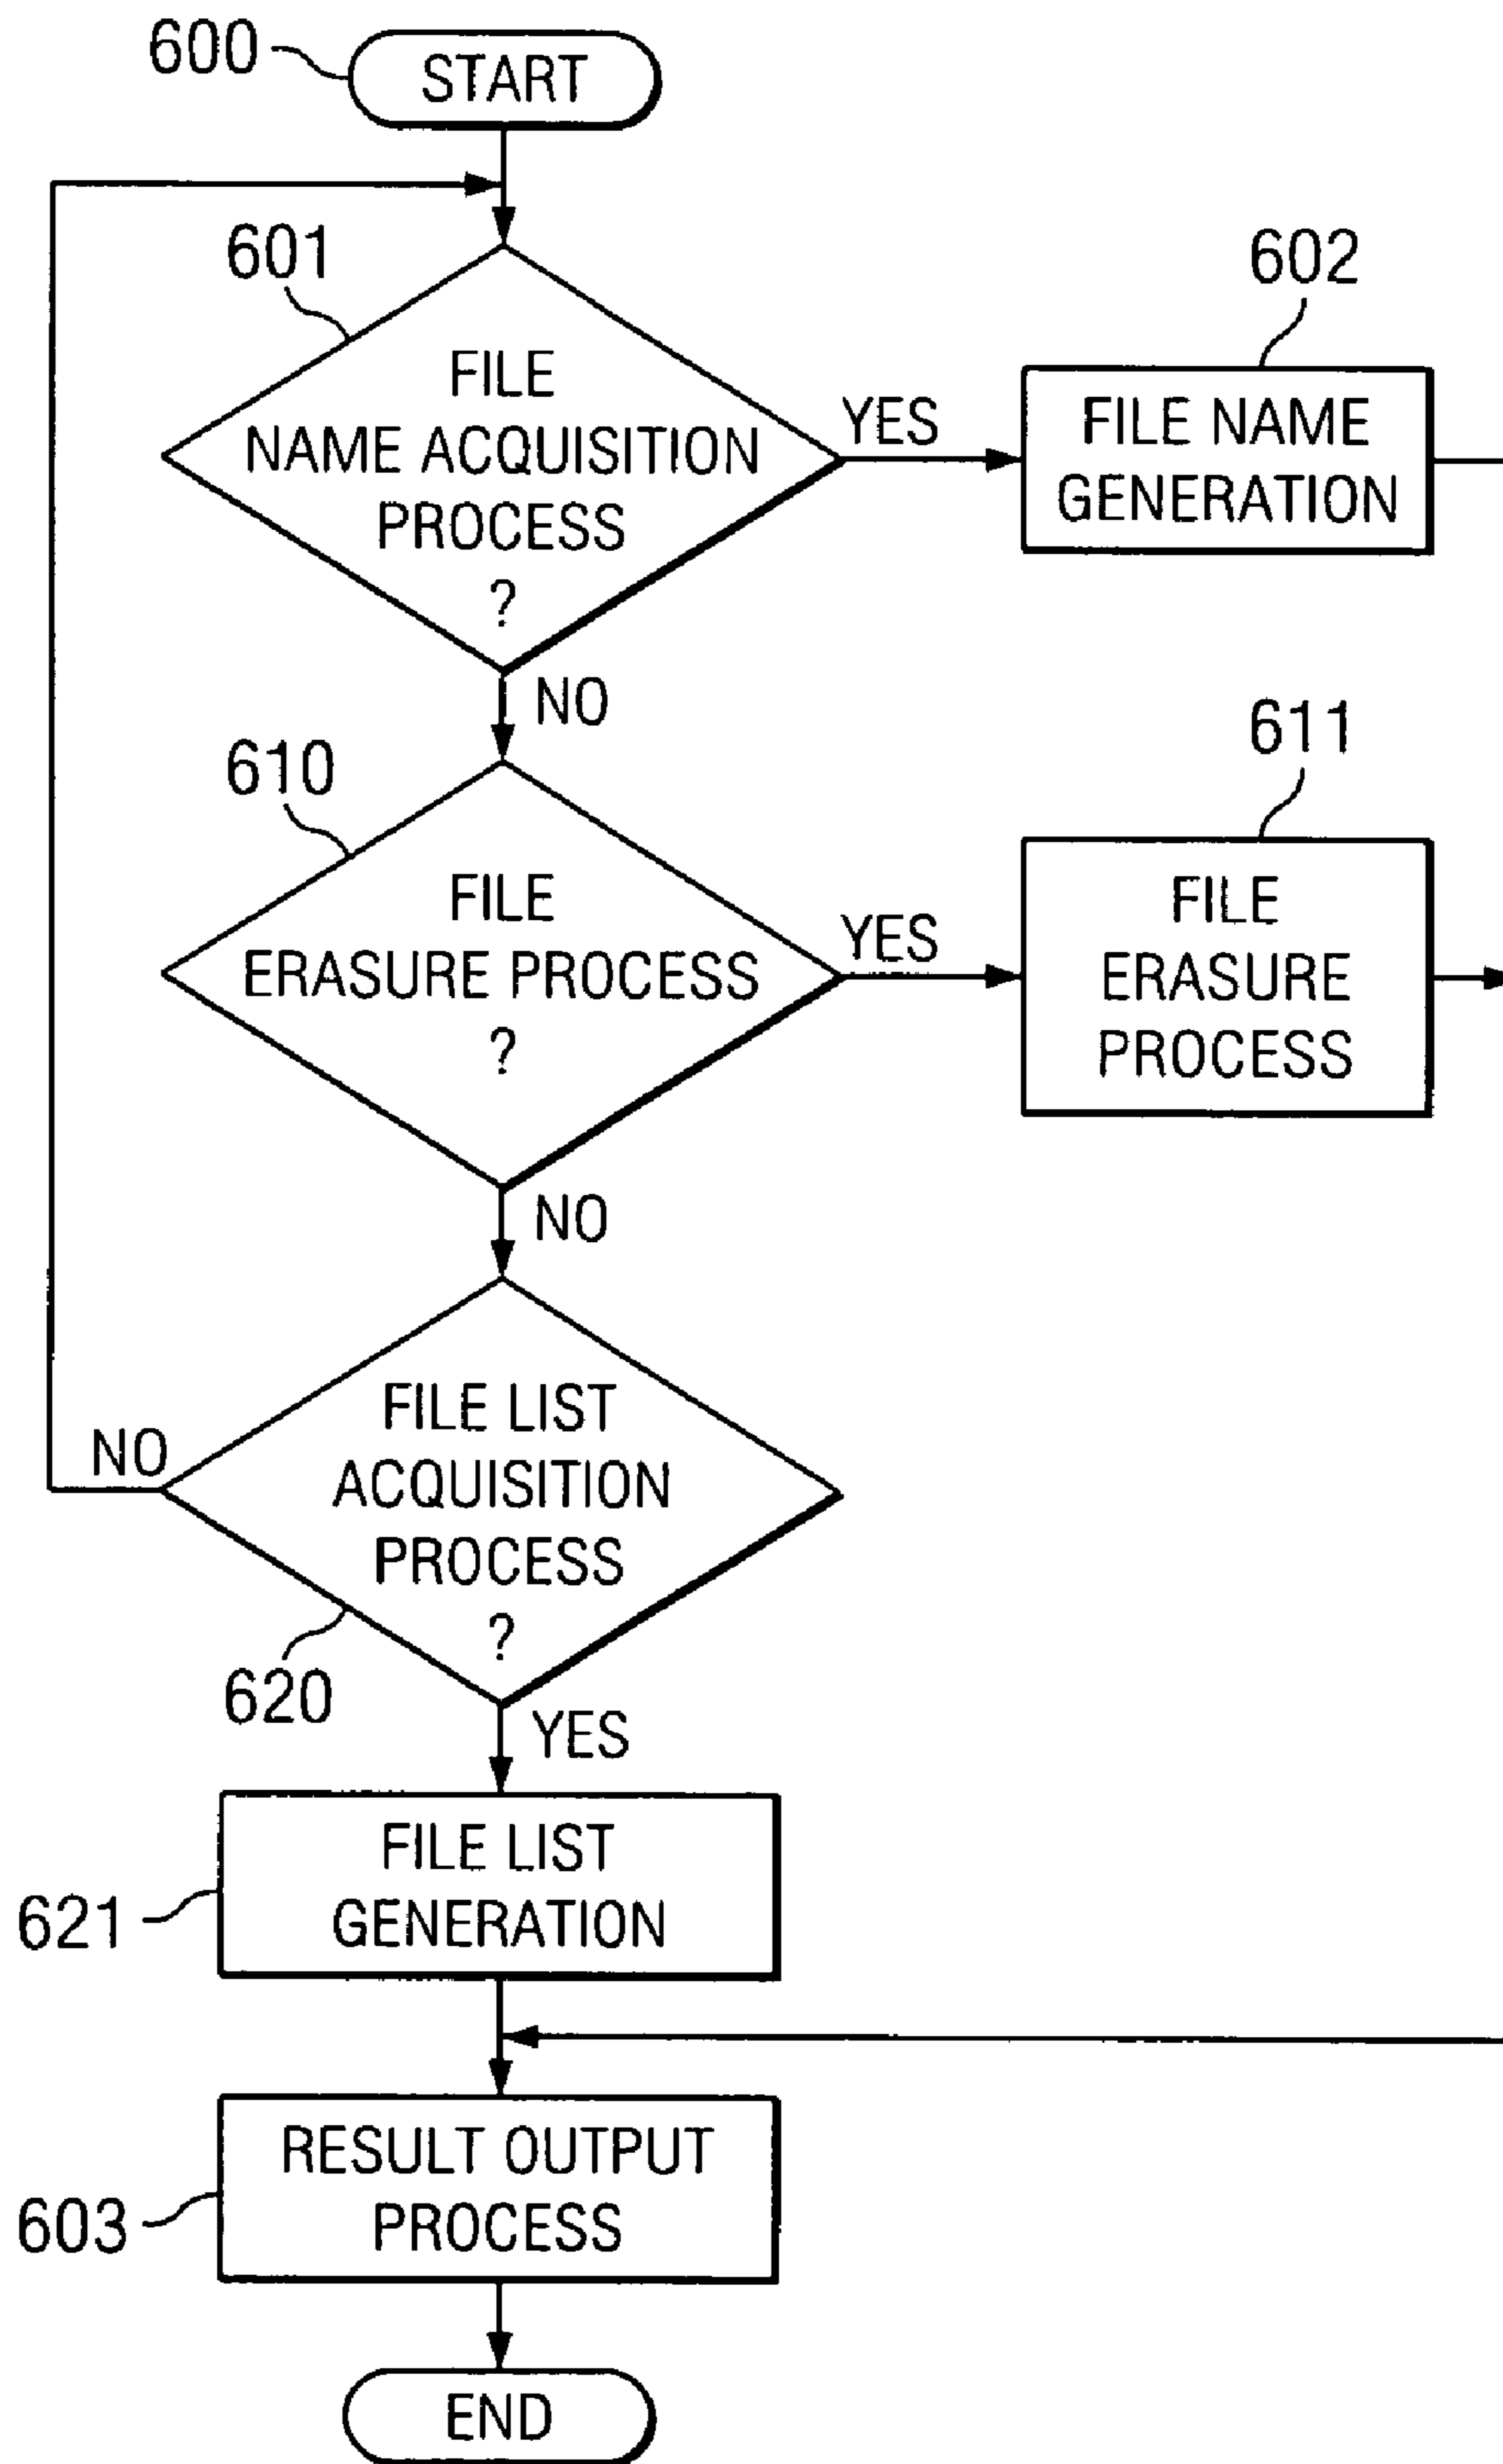 600
START
601
FILE
NAME ACQUISITION
PROCESS
?
YES
602
FILE NAME
GENERATION
NO
610
FILE
ERASURE PROCESS
?
YES
611
FILE
ERASURE
PROCESS
NO
FILE LIST
ACQUISITION
PROCESS
?
NO
620
YES
621
FILE LIST
GENERATION
603
RESULT OUTPUT
PROCESS
END